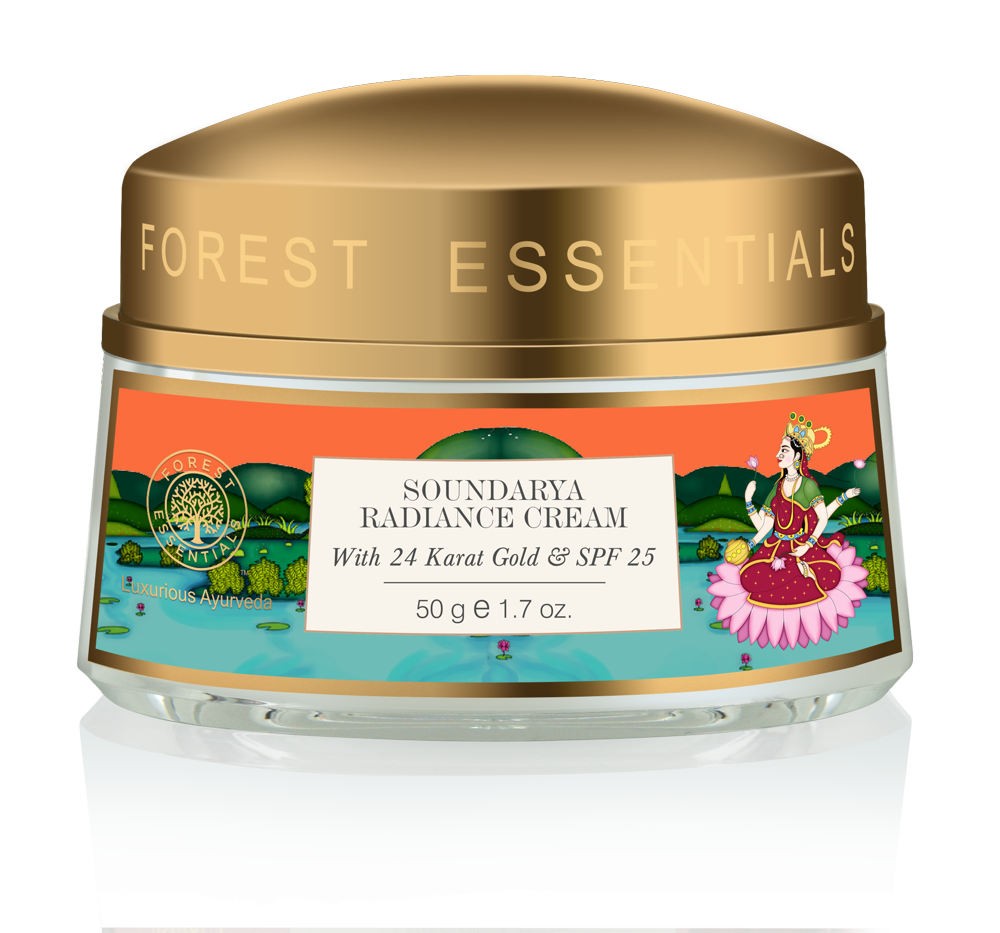 FOREST ESSENTIALS
FOREST
ESSENTIALS
™
Luxurious Ayurveda
SOUNDARYA
RADIANCE CREAM
With 24 Karat Gold & SPF 25
50 g e 1.7 oz.